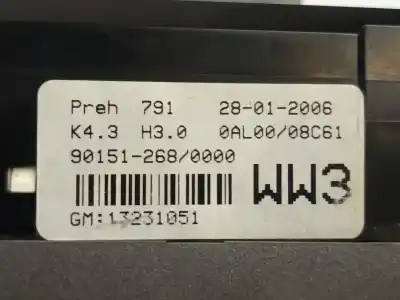 Preh 791 28-01-2006
K4.3 H3.0 0AL00/08C61
90151-268/0000
WW3
GM:13231051